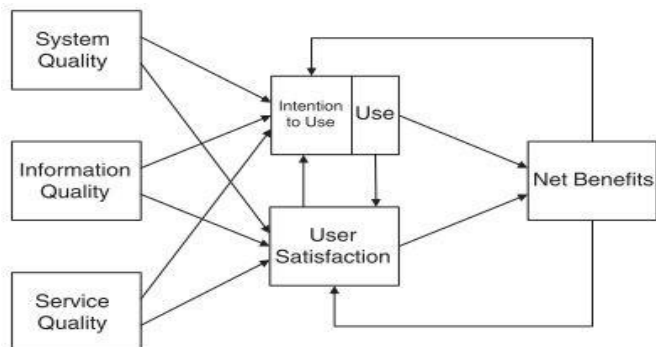 System
Quality
Intention
to Use
Use
Information
Quality
Net Benefits
User
Satisfaction
Service
Quality